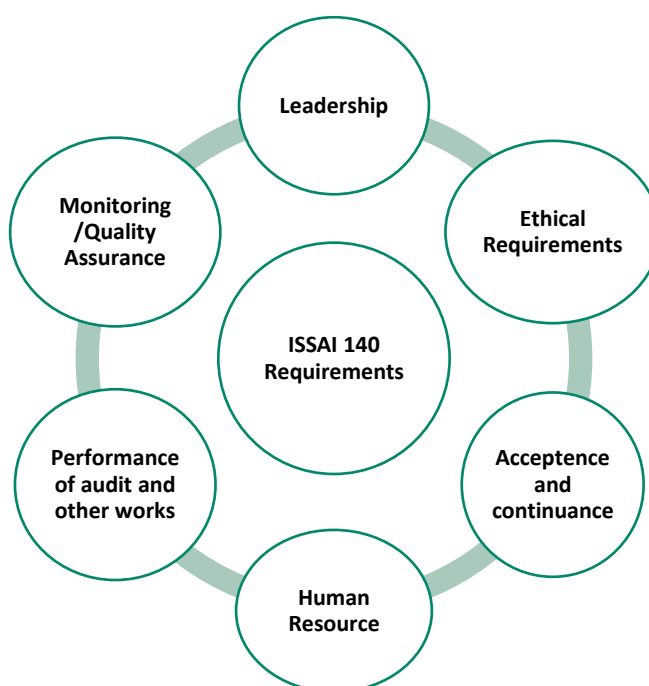 Leadership
Ethical
Requirements
Acceptence
and
continuance
Human
Resource
Performance
of audit and
other works
Monitoring
/Quality
Assurance
ISSAI 140
Requirements